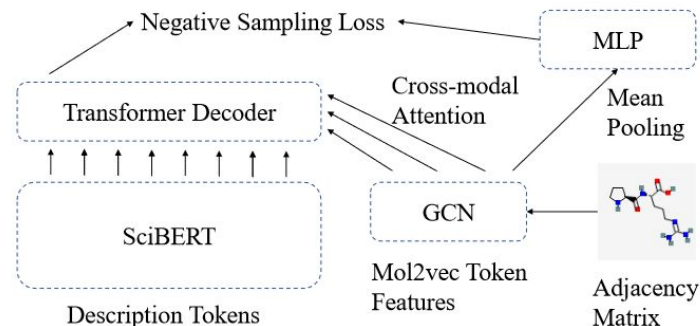 Negative Sampling Loss
MLP
Cross-modal
Attention
Transformer Decoder
Mean
Pooling
SciBERT
GCN
Mol2vec Token
Features
Adjacency
Matrix
Description Tokens